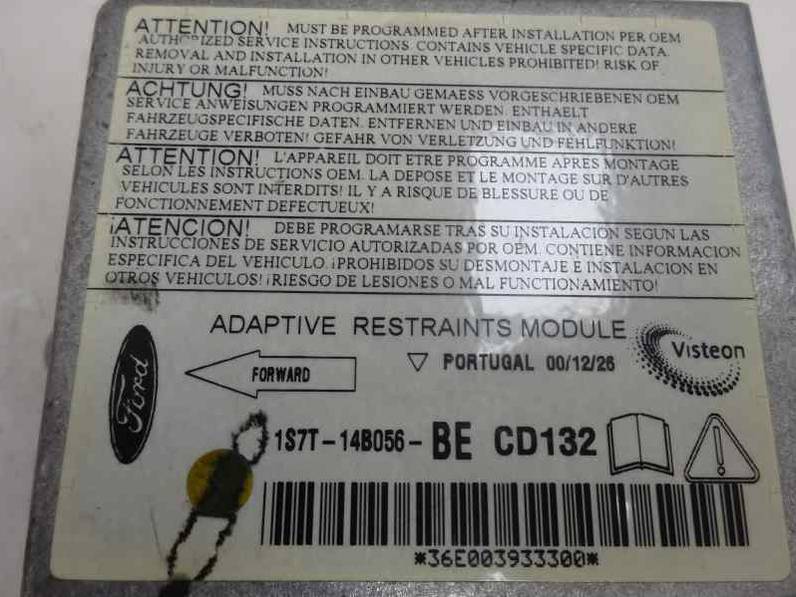 ATTENTION! MUST BE PROGRAMMED AFTER INSTALLATION PER OEM
AUTHORIZED SERVICE INSTRUCTIONS. CONTAINS VEHICLE SPECIFIC DATA.
REMOVAL AND INSTALLATION IN OTHER VEHICLES PROHIBITED! RISK OF
INJURY OR MALFUNCTION!
ACHTUNG! MUSS NACH EINBAU GEMAESS VORGESCHRIEBENEN OEM
SERVICE ANWEISUNGEN PROGRAMMIERT WERDEN. ENTHAELT
FAHRZEUGSPEZIFISCHE DATEN. ENTFERNEN UND EINBAU IN ANDERE
FAHRZEUGE VERBOTEN! GEFAHR VON VERLETZUNG UND FEHLFUNKTION!
ATTENTION! L'APPAREIL DOIT ETRE PROGRAMME APRES MONTAGE
SELON LES INSTRUCTIONS OEM. LA DEPOSE ET LE MONTAGE SUR D'AUTRES
VEHICULES SONT INTERDITS! IL Y A RISQUE DE BLESSURE OU DE
FONCTIONNEMENT DEFECTUEUX!
¡ATENCION! DEBE PROGRAMARSE TRAS SU INSTALACION SEGUN LAS
INSTRUCCIONES DE SERVICIO AUTORIZADAS POR OEM. CONTIENE INFORMACION
ESPECIFICA DEL VEHICULO. ¡PROHIBIDOS SU DESMONTAJE E INSTALACION EN
OTROS VEHICULOS! ¡RIESGO DE LESIONES O MAL FUNCIONAMIENTO!
ADAPTIVE RESTRAINTS MODULE
Visteon
Ford
FORWARD
PORTUGAL 00/12/26
1S7T-14B056-BE CD132
*36E003933300*